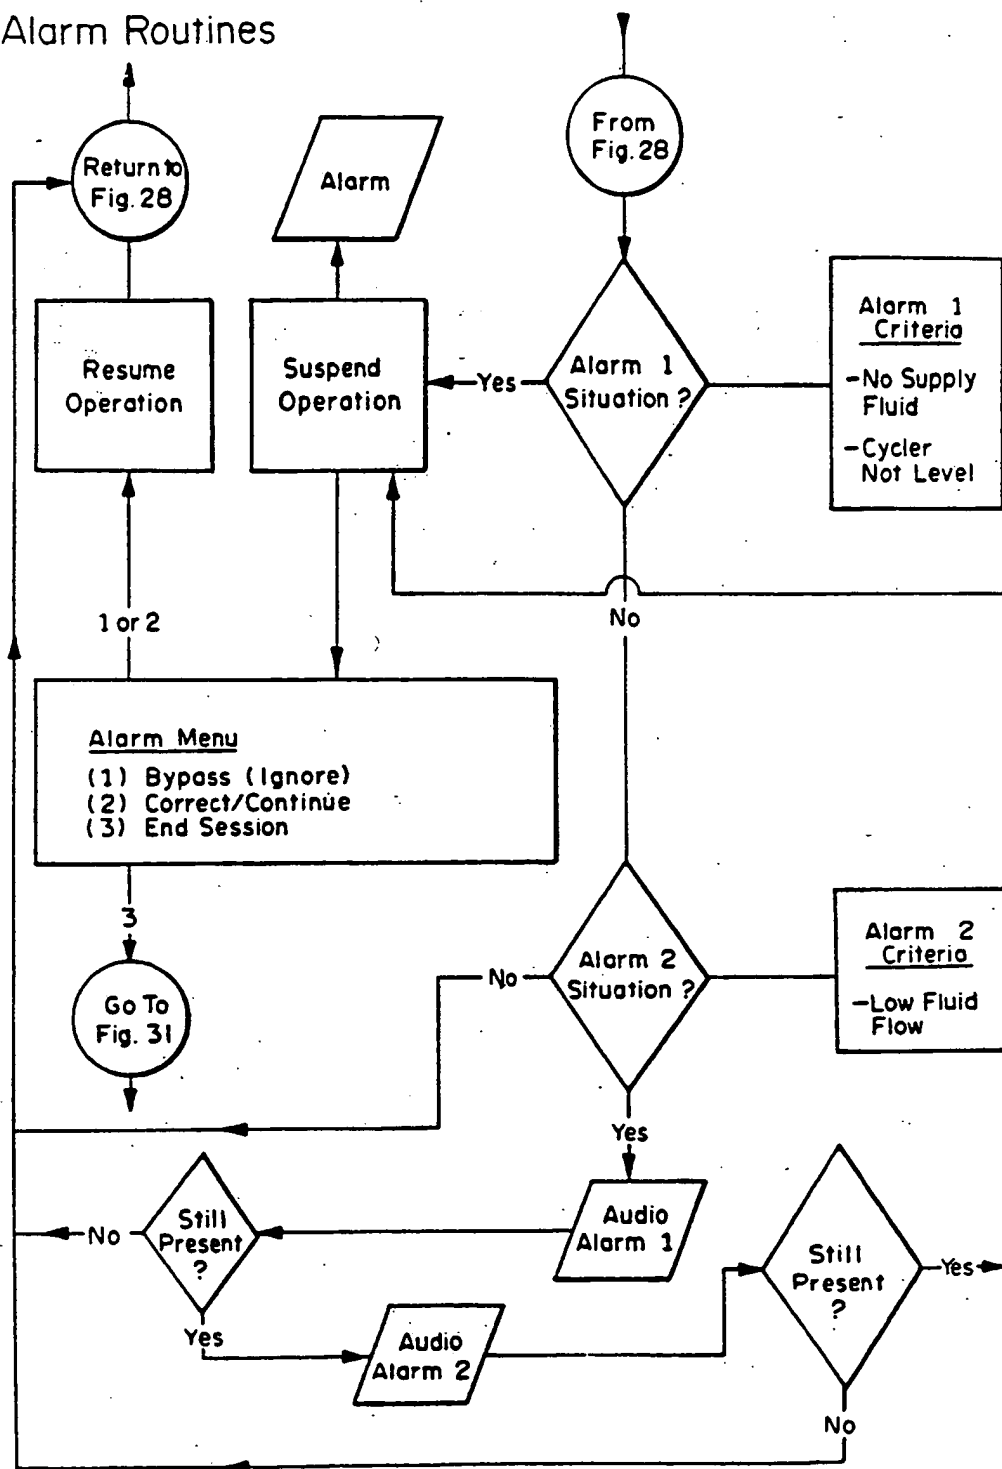 Alarm Routines
Return to
Fig. 28
Alarm
From
Fig. 28
Resume
Operation
Suspend
Operation
Yes
Alarm 1
Situation ?
Alarm 1
Criteria
-No Supply
Fluid
-Cycler
Not Level
No
1 or 2
Alarm Menu
(1) Bypass (Ignore)
(2) Correct/Continue
(3) End Session
3
Go To
Fig. 31
No
Alarm 2
Situation ?
Alarm 2
Criteria
-Low Fluid
Flow
Yes
Audio
Alarm 1
Still
Present
?
No
Yes
Audio
Alarm 2
Still
Present
?
Yes
No